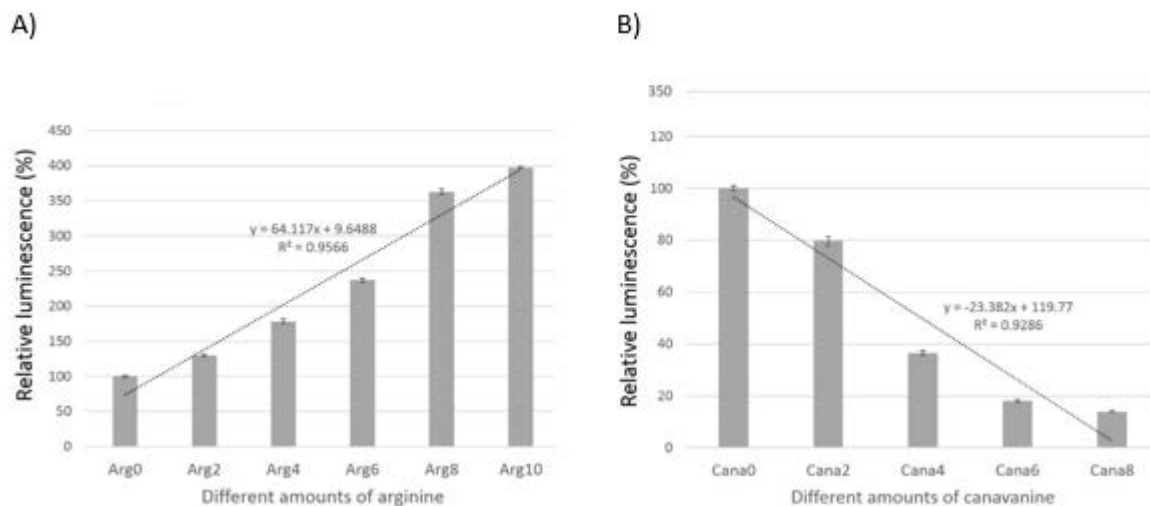 A)
Relative luminescence (%)
450
400
350
300
250
200
150
100
50
0
y = 64.117x + 9.6488
R² = 0.9566
Arg0 Arg2 Arg4 Arg6 Arg8 Arg10
Different amounts of arginine
B)
Relative luminescence (%)
350
120
100
80
60
40
20
0
y = -23.382x + 119.77
R² = 0.9286
Cana0 Cana2 Cana4 Cana6 Cana8
Different amounts of canavanine